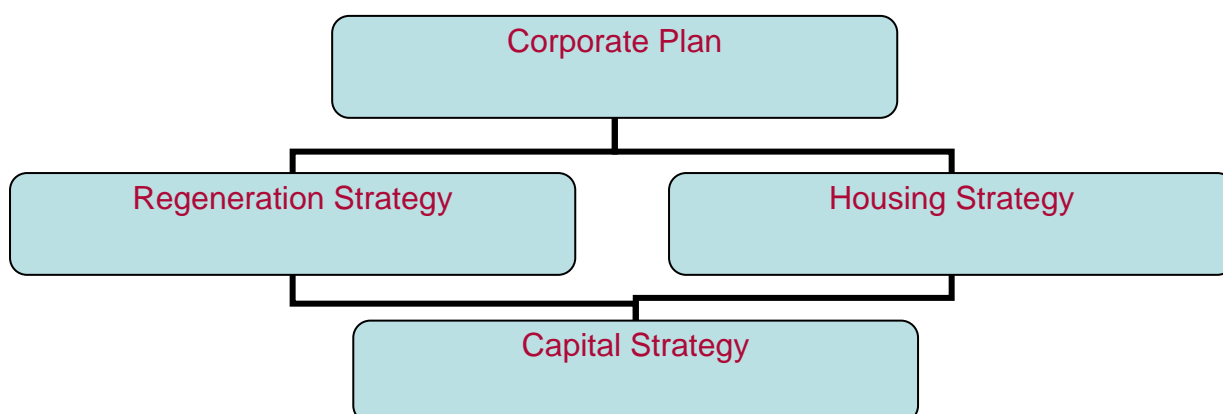 Corporate Plan
Regeneration Strategy
Housing Strategy
Capital Strategy